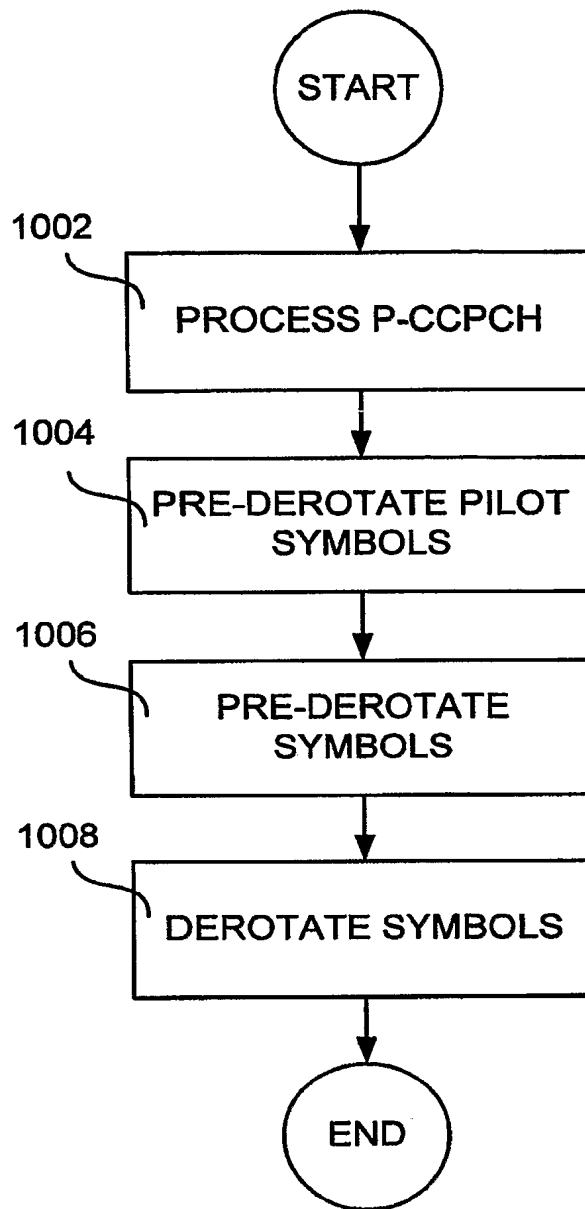 START
1002
PROCESS P-CCPCH
1004
PRE-DEROTATE PILOT
SYMBOLS
1006
PRE-DEROTATE
SYMBOLS
1008
DEROTATE SYMBOLS
END